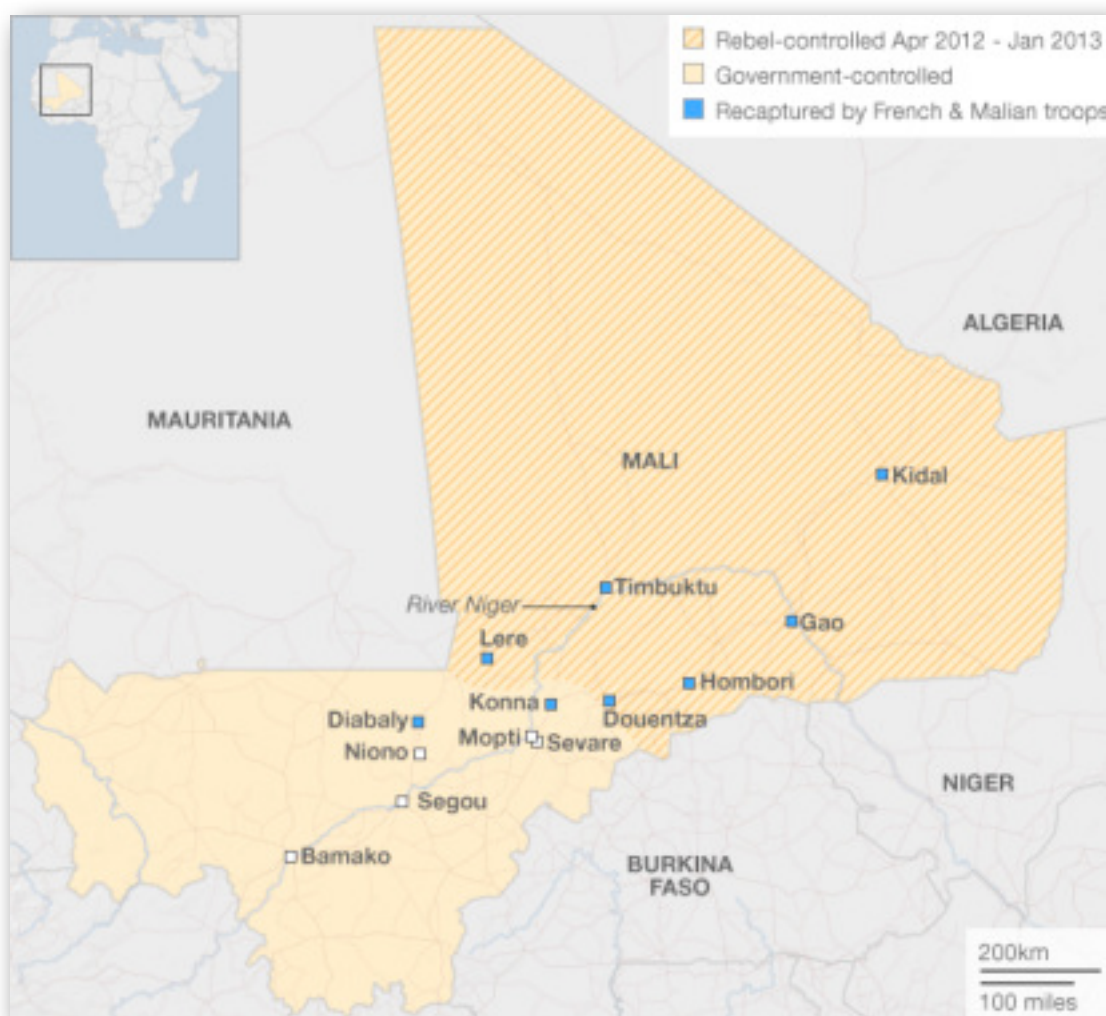 Rebel-controlled Apr 2012 - Jan 2013
Government-controlled
Recaptured by French & Malian troops
ALGERIA
MAURITANIA
MALI
Kidal
Timbuktu
River Niger
Gao
Lere
Hombori
Konna
Douentza
Diabaly
Mopti
Sevare
Niono
NIGER
Segou
Bamako
BURKINA
FASO
200km
100 miles